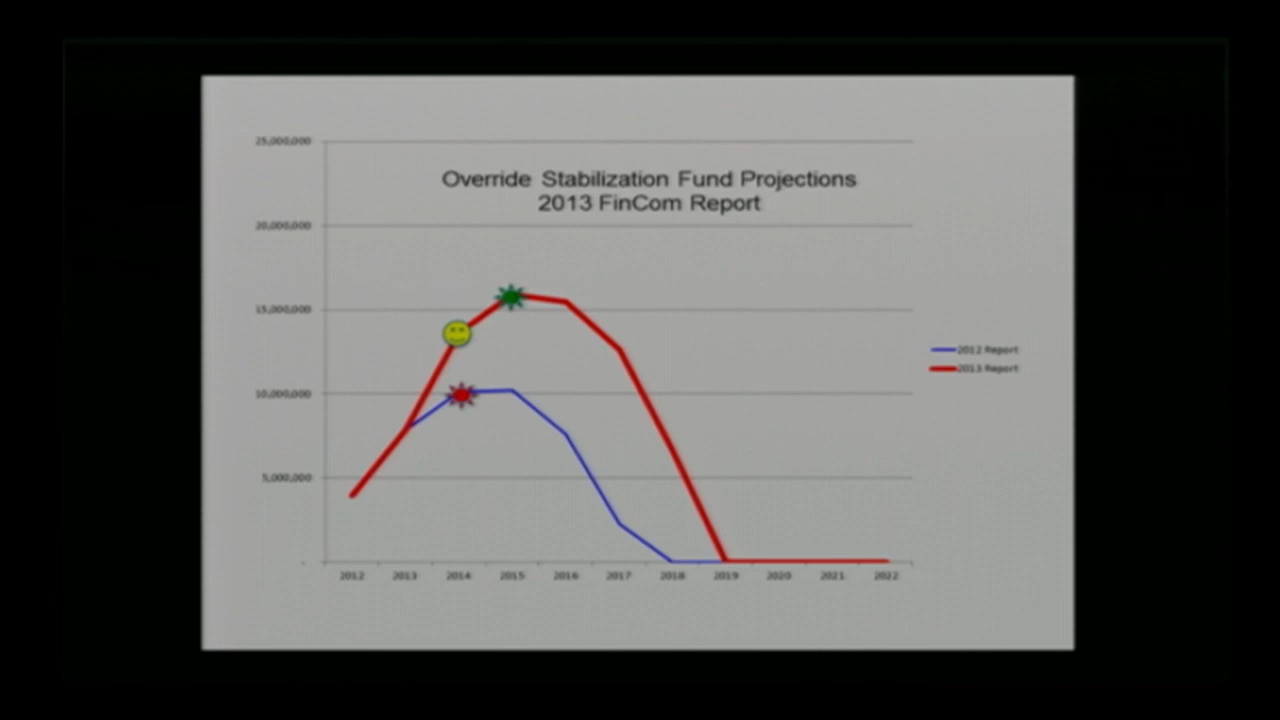 25,000,000
Override Stabilization Fund Projections
2013 FinCom Report
20,000,000
15,000,000
10,000,000
5,000,000
-
2012 2013 2014 2015 2016 2017 2018 2019 2020 2021 2022
2012 Report
2013 Report